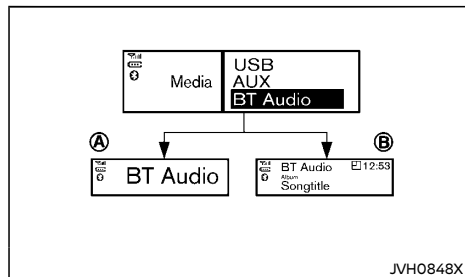 Media
USB
AUX
BT Audio
A
B
BT Audio
BT Audio 12:53
Album
Songtitle
JVH0848X